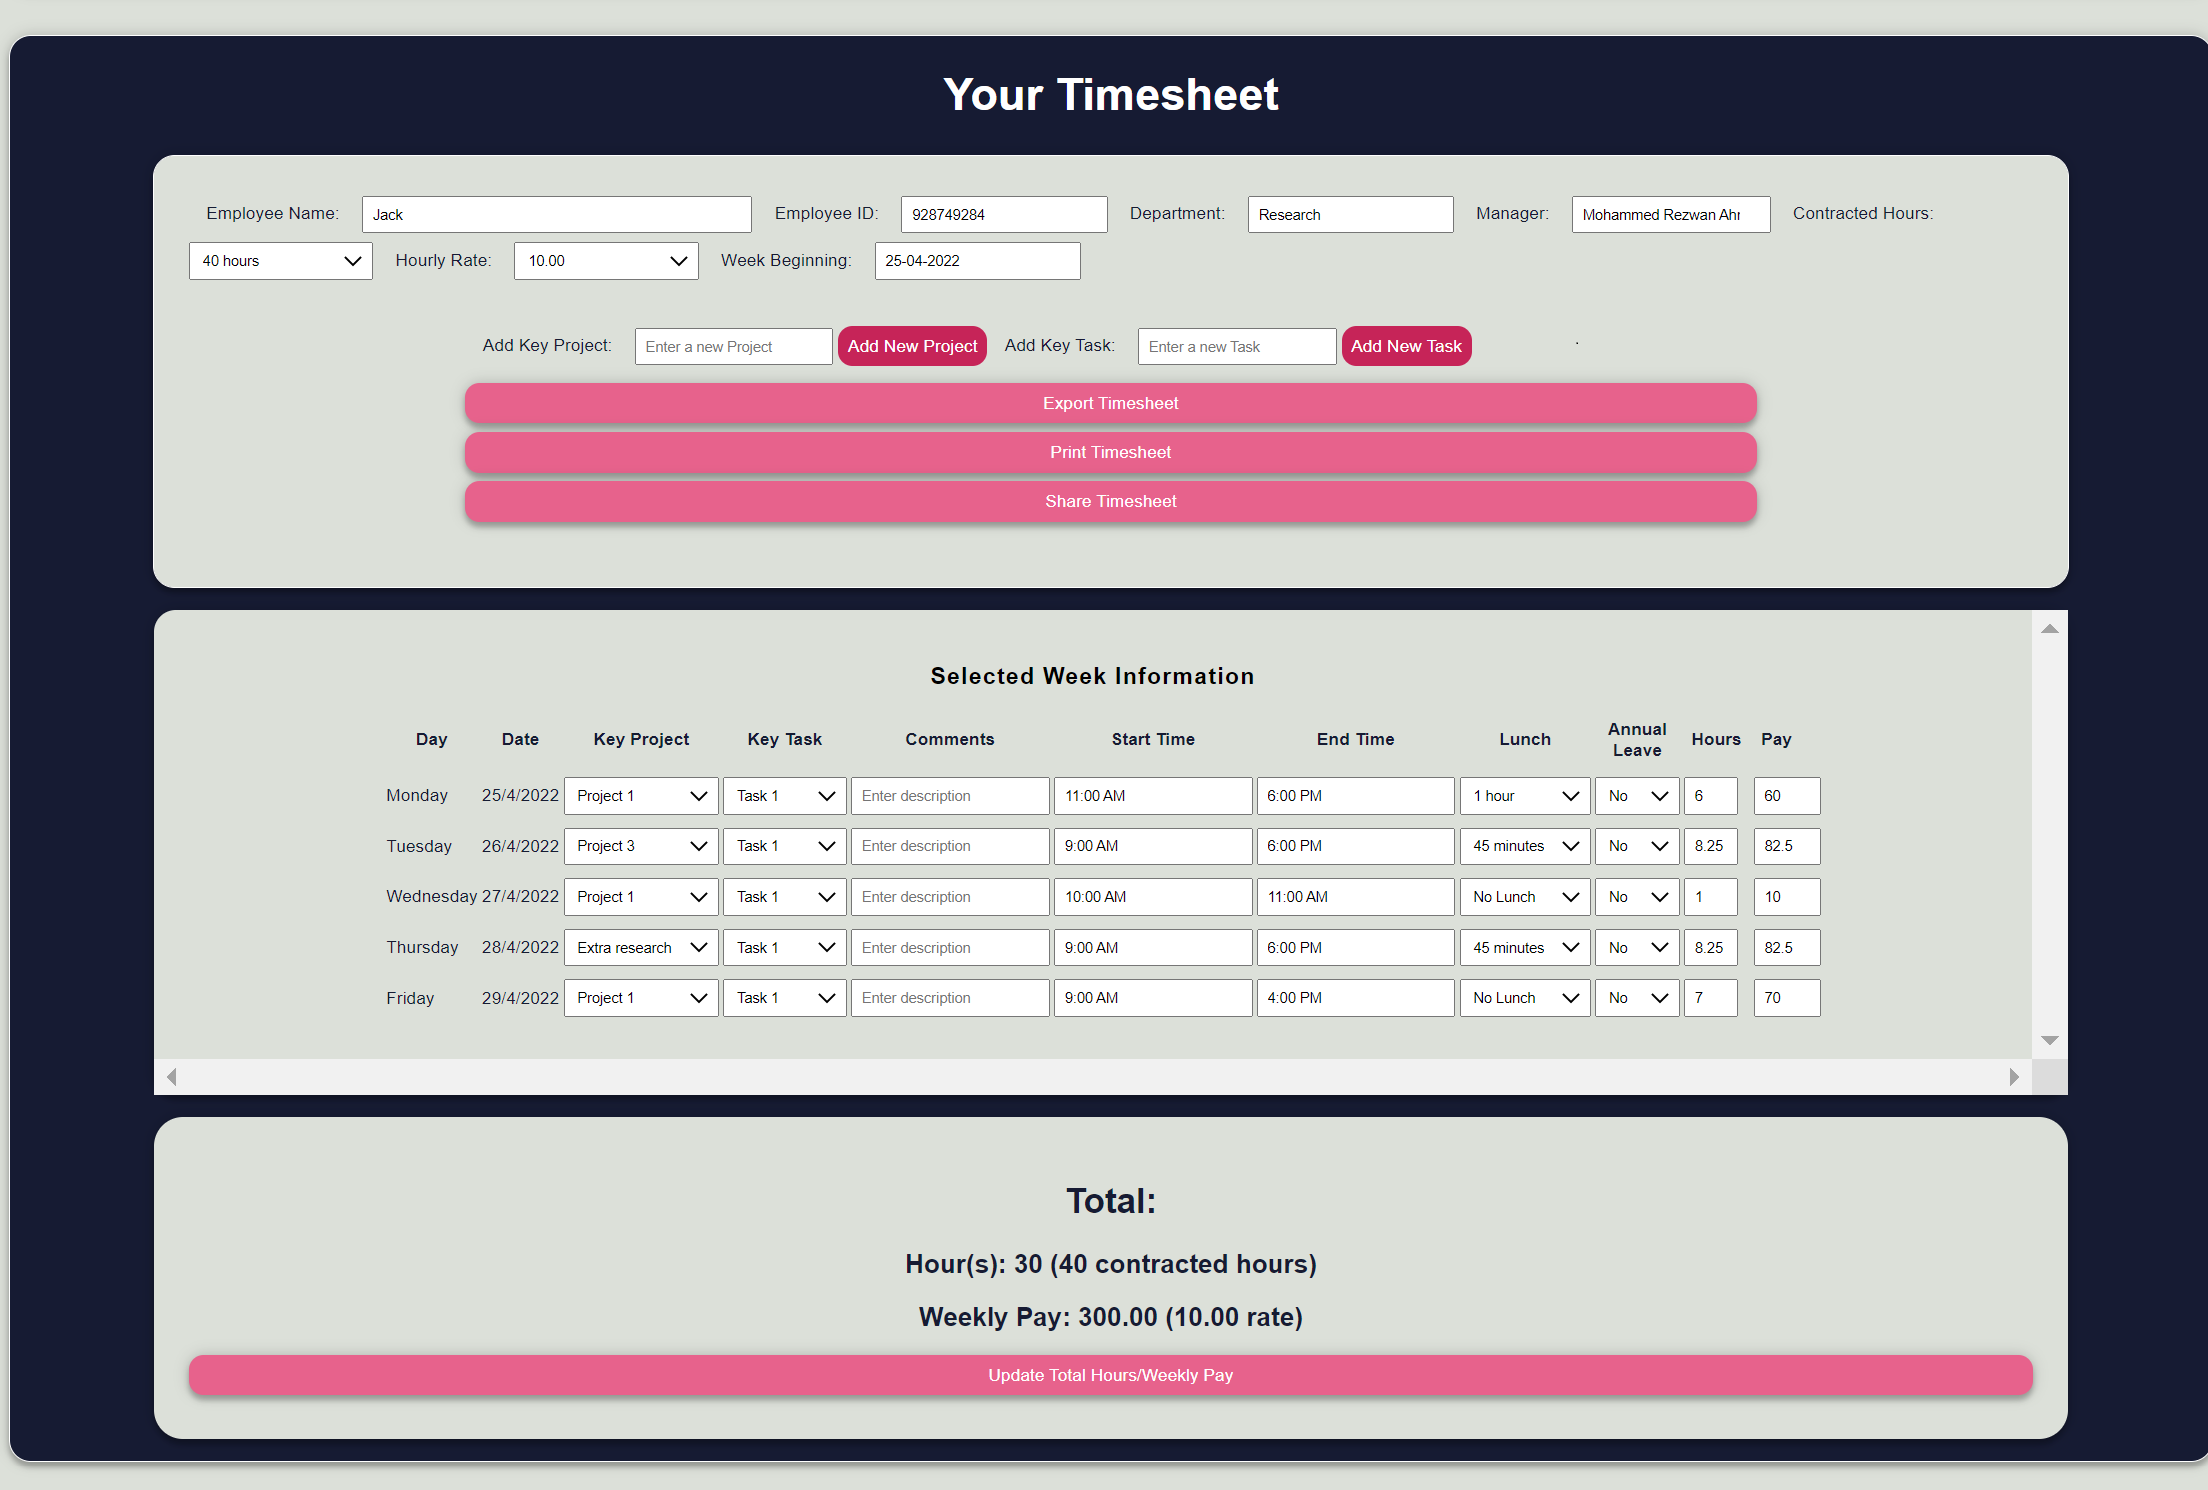 Your Timesheet
Employee Name: Jack Employee ID: 928749284 Department: Research Manager: Mohammed Rezwan Ahr Contracted Hours:
40 hours Hourly Rate: 10.00 Week Beginning: 25-04-2022
Add Key Project: Enter a new Project Add New Project Add Key Task: Enter a new Task Add New Task .
Export Timesheet
Print Timesheet
Share Timesheet
Selected Week Information
Day Date Key Project Key Task Comments Start Time End Time Lunch Annual Leave Hours Pay
Monday 25/4/2022 Project 1 Task 1 Enter description 11:00 AM 6:00 PM 1 hour No 6 60
Tuesday 26/4/2022 Project 3 Task 1 Enter description 9:00 AM 6:00 PM 45 minutes No 8.25 82.5
Wednesday 27/4/2022 Project 1 Task 1 Enter description 10:00 AM 11:00 AM No Lunch No 1 10
Thursday 28/4/2022 Extra research Task 1 Enter description 9:00 AM 6:00 PM 45 minutes No 8.25 82.5
Friday 29/4/2022 Project 1 Task 1 Enter description 9:00 AM 4:00 PM No Lunch No 7 70
Total:
Hour(s): 30 (40 contracted hours)
Weekly Pay: 300.00 (10.00 rate)
Update Total Hours/Weekly Pay